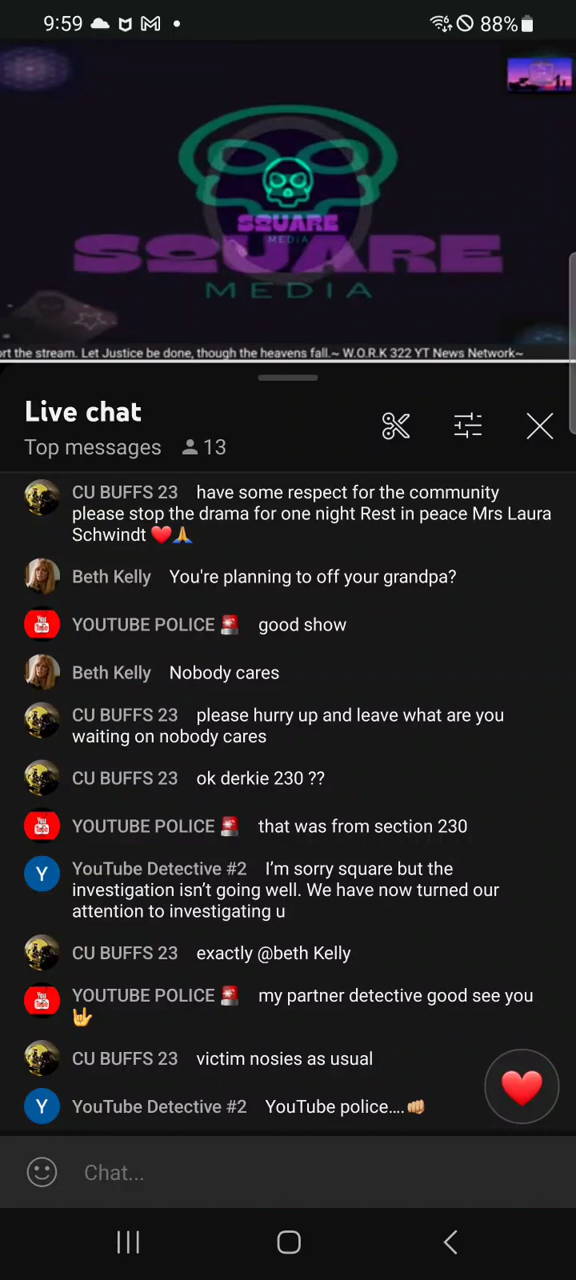 9:59
88%
SQUARE
MEDIA
SQUARE
MEDIA
ort the stream. Let Justice be done, though the heavens fall.~ W.O.R.K 322 YT News Network~
Live chat
Top messages 13
CU BUFFS 23 have some respect for the community
please stop the drama for one night Rest in peace Mrs Laura
Schwindt ❤️🙏
Beth Kelly You're planning to off your grandpa?
YOUTUBE POLICE 🚨 good show
Beth Kelly Nobody cares
CU BUFFS 23 please hurry up and leave what are you
waiting on nobody cares
CU BUFFS 23 ok derkie 230 ??
YOUTUBE POLICE 🚨 that was from section 230
Y YouTube Detective #2 I'm sorry square but the
investigation isn't going well. We have now turned our
attention to investigating u
CU BUFFS 23 exactly @beth Kelly
YOUTUBE POLICE 🚨 my partner detective good see you
🤟
CU BUFFS 23 victim nosies as usual
Y YouTube Detective #2 YouTube police....👊
Chat...